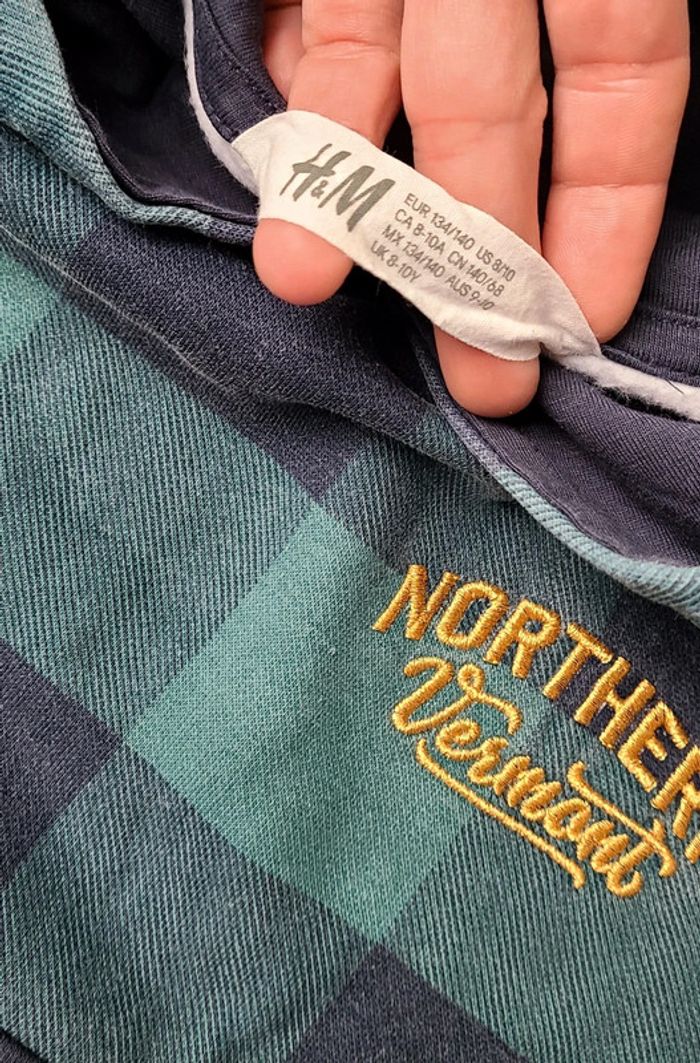 H&M
EUR 134/140 US 8/10
CA 8-10A CN 140/68
MX 134/140 AUS 9-10
UK 8-10Y
NORTHERN
Vermont